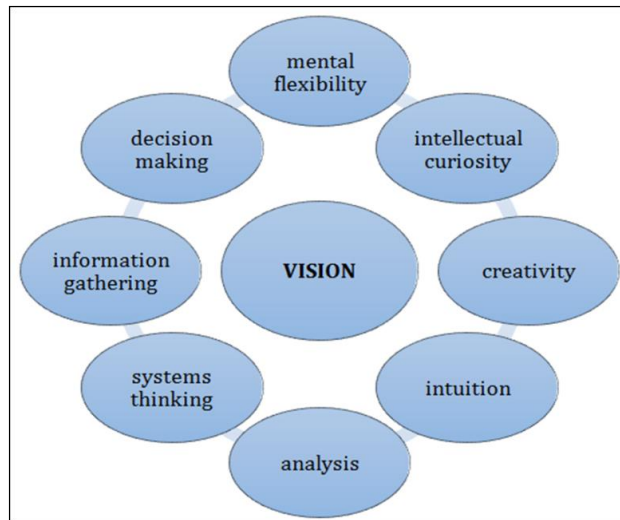 mental
flexibility
intellectual
curiosity
creativity
intuition
analysis
systems
thinking
information
gathering
decision
making
VISION